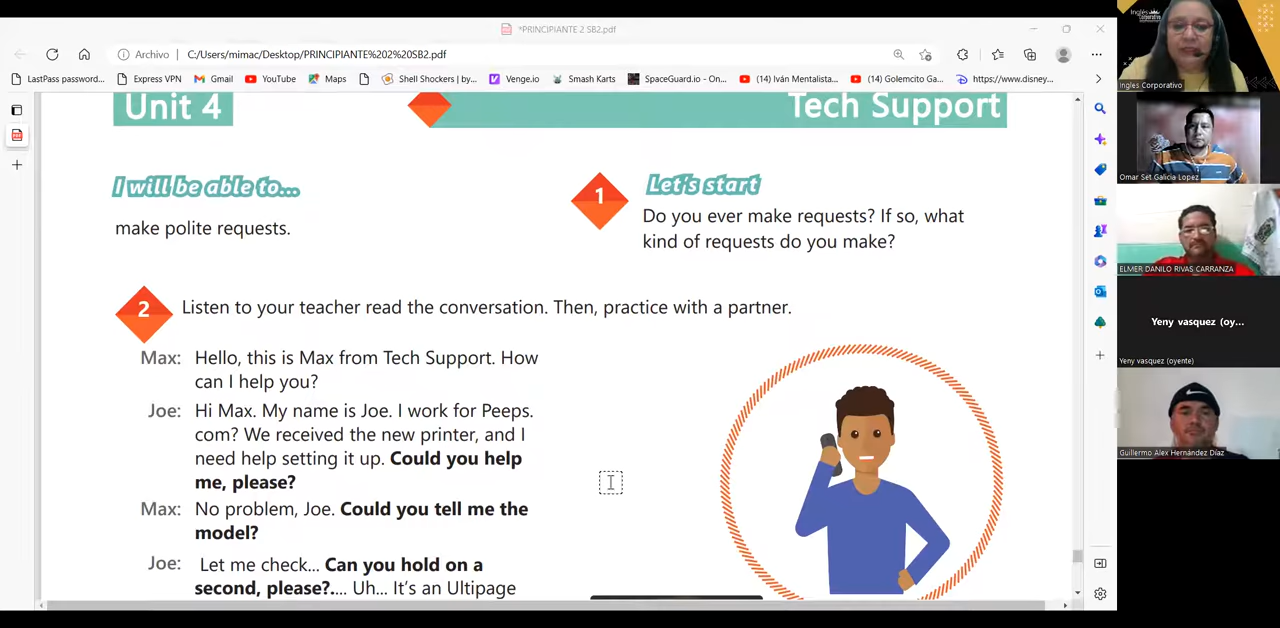 *PRINCIPIANTE 2 SB2.pdf
Archivo
C:/Users/mimac/Desktop/PRINCIPIANTE%202%20SB2.pdf
LastPass password...
Express VPN
Gmail
YouTube
Maps
Shell Shockers | by...
Venge.io
Smash Karts
SpaceGuard.io - On...
(14) Iván Mentalista...
(14) Golemcito Ga...
https://www.disney...
Unit 4
Tech Support
I will be able to...
make polite requests.
1
Let's start
Do you ever make requests? If so, what
kind of requests do you make?
2
Listen to your teacher read the conversation. Then, practice with a partner.
Max: Hello, this is Max from Tech Support. How
can I help you?
Joe: Hi Max. My name is Joe. I work for Peeps.
com? We received the new printer, and I
need help setting it up. Could you help
me, please?
Max: No problem, Joe. Could you tell me the
model?
Joe: Let me check... Can you hold on a
second, please?.... Uh... It's an Ultipage
Inglés
Corporativo
Ingles Corporativo
Omar Set Galicia Lopez
ELMER DANILO RIVAS CARRANZA
Yeny vasquez (oy...
Yeny vasquez (oyente)
Guillermo Alex Hernández Díaz